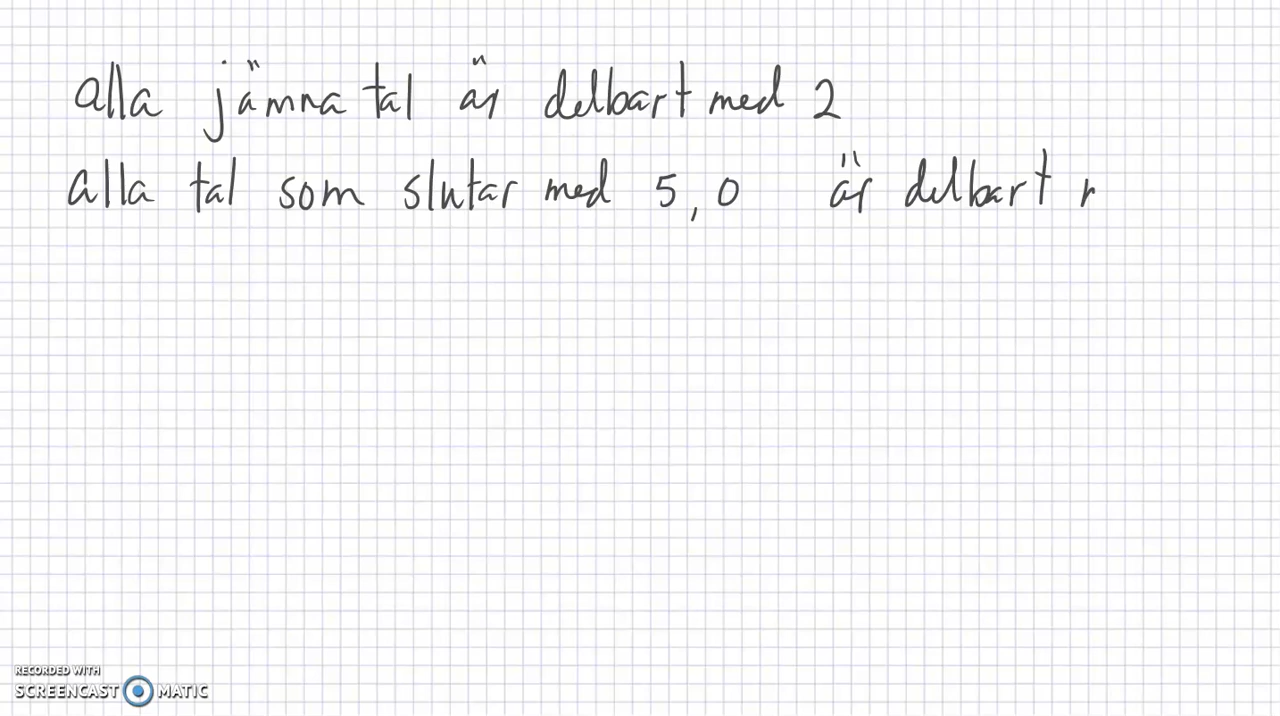 alla jämna tal är delbart med 2
alla tal som slutar med 5, 0 är delbart
RECORDED WITH
SCREENCAST MATIC